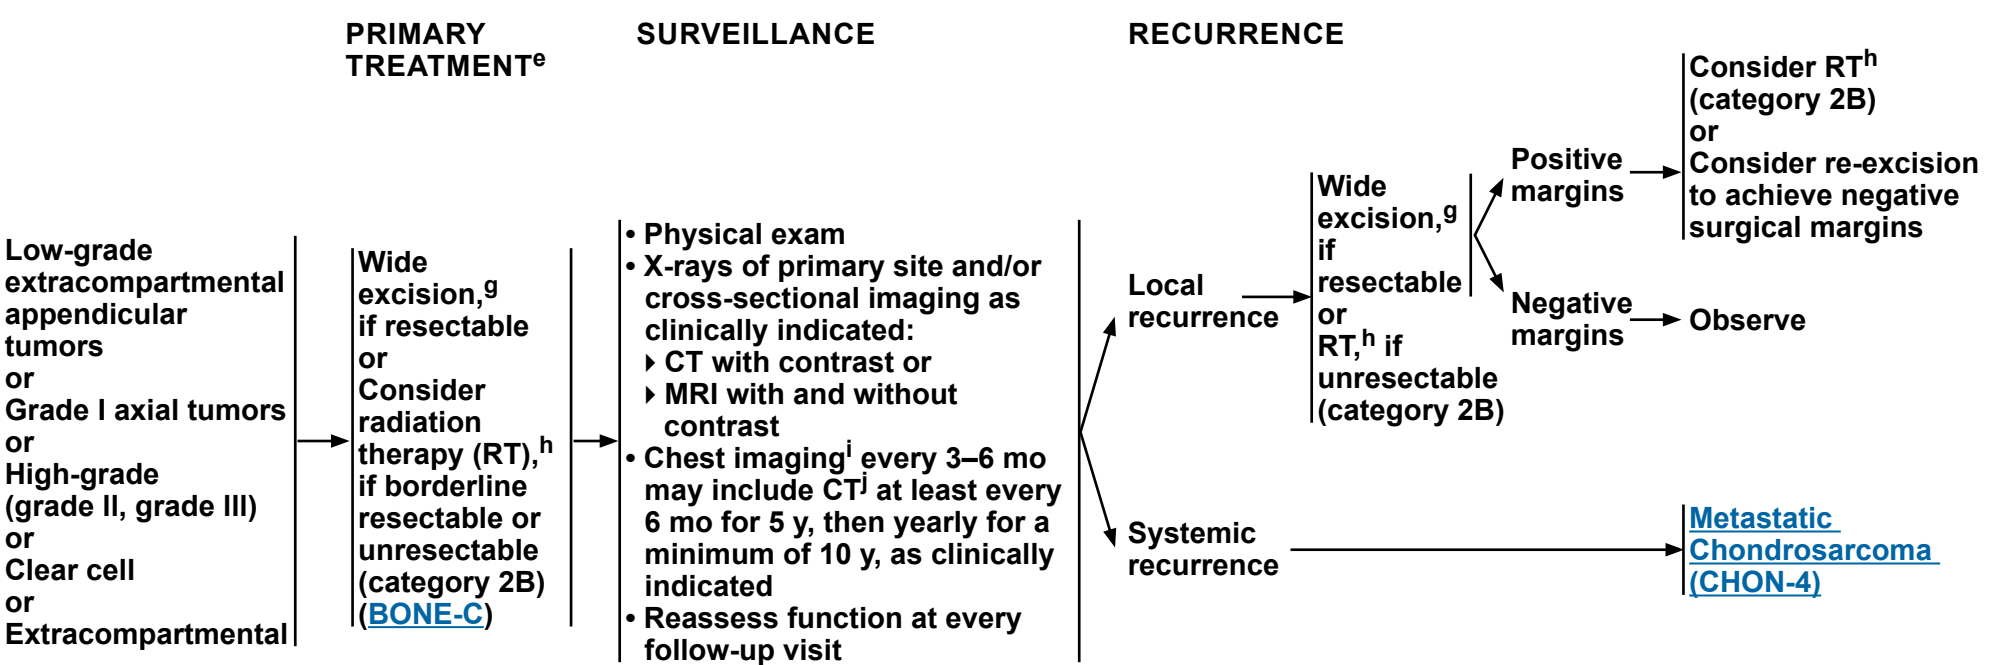 PRIMARY
TREATMENTe
SURVEILLANCE
RECURRENCE
Low-grade
extracompartmental
appendicular
tumors
or
Grade I axial tumors
or
High-grade
(grade II, grade III)
or
Clear cell
or
Extracompartmental
Wide
excision,g
if resectable
or
Consider
radiation
therapy (RT),h
if borderline
resectable or
unresectable
(category 2B)
(BONE-C)
• Physical exam
• X-rays of primary site and/or
cross-sectional imaging as
clinically indicated:
‣ CT with contrast or
‣ MRI with and without
contrast
• Chest imagingi every 3–6 mo
may include CTj at least every
6 mo for 5 y, then yearly for a
minimum of 10 y, as clinically
indicated
• Reassess function at every
follow-up visit
Local
recurrence
Wide
excision,g
if
resectable
or
RT,h if
unresectable
(category 2B)
Positive
margins
Consider RTh
(category 2B)
or
Consider re-excision
to achieve negative
surgical margins
Negative
margins
Observe
Systemic
recurrence
Metastatic
Chondrosarcoma
(CHON-4)